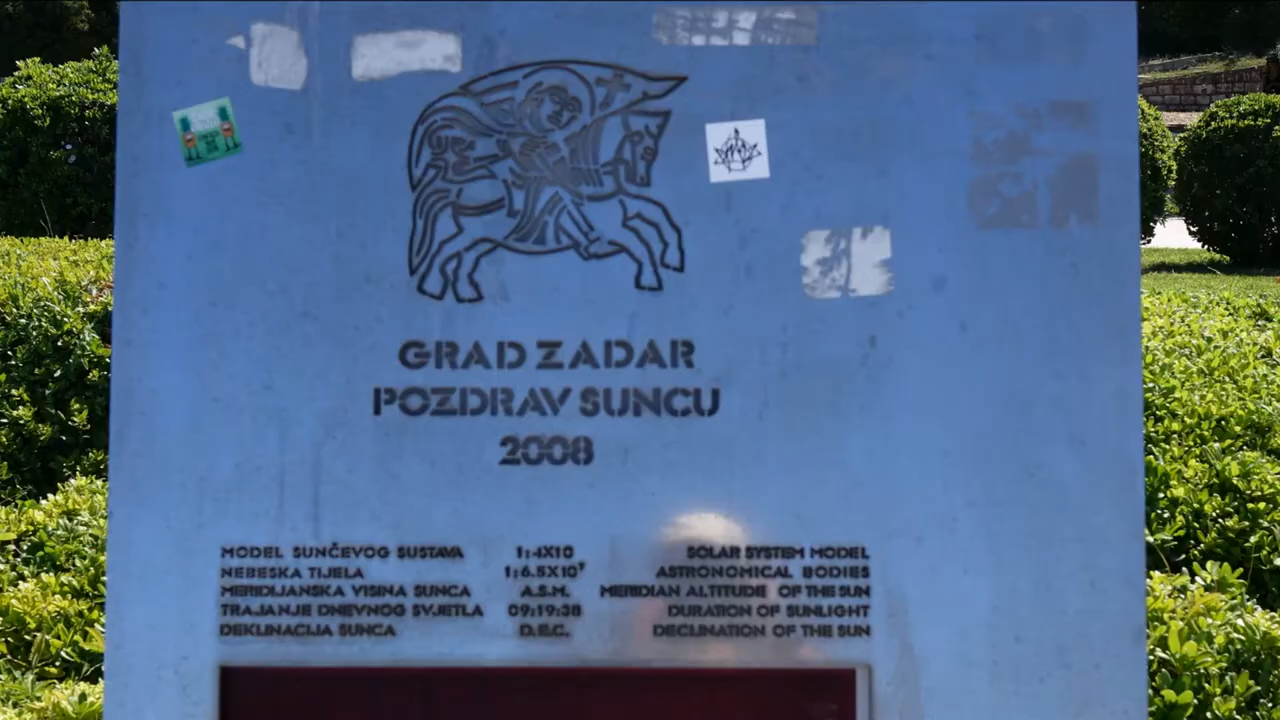 GRAD ZADAR
POZDRAV SUNCU
2008
MODEL SUNČEVOG SUSTAVA 1:4X10 SOLAR SYSTEM MODEL
NEBESKA TIJELA 1:6.5X10⁷ ASTRONOMICAL BODIES
MERIDIJANSKA VISINA SUNCA A.S.M. MERIDIAN ALTITUDE OF THE SUN
TRAJANJE DNEVNOG SVJETLA 09:19:38 DURATION OF SUNLIGHT
DEKLINACIJA SUNCA D.E.C. DECLINATION OF THE SUN